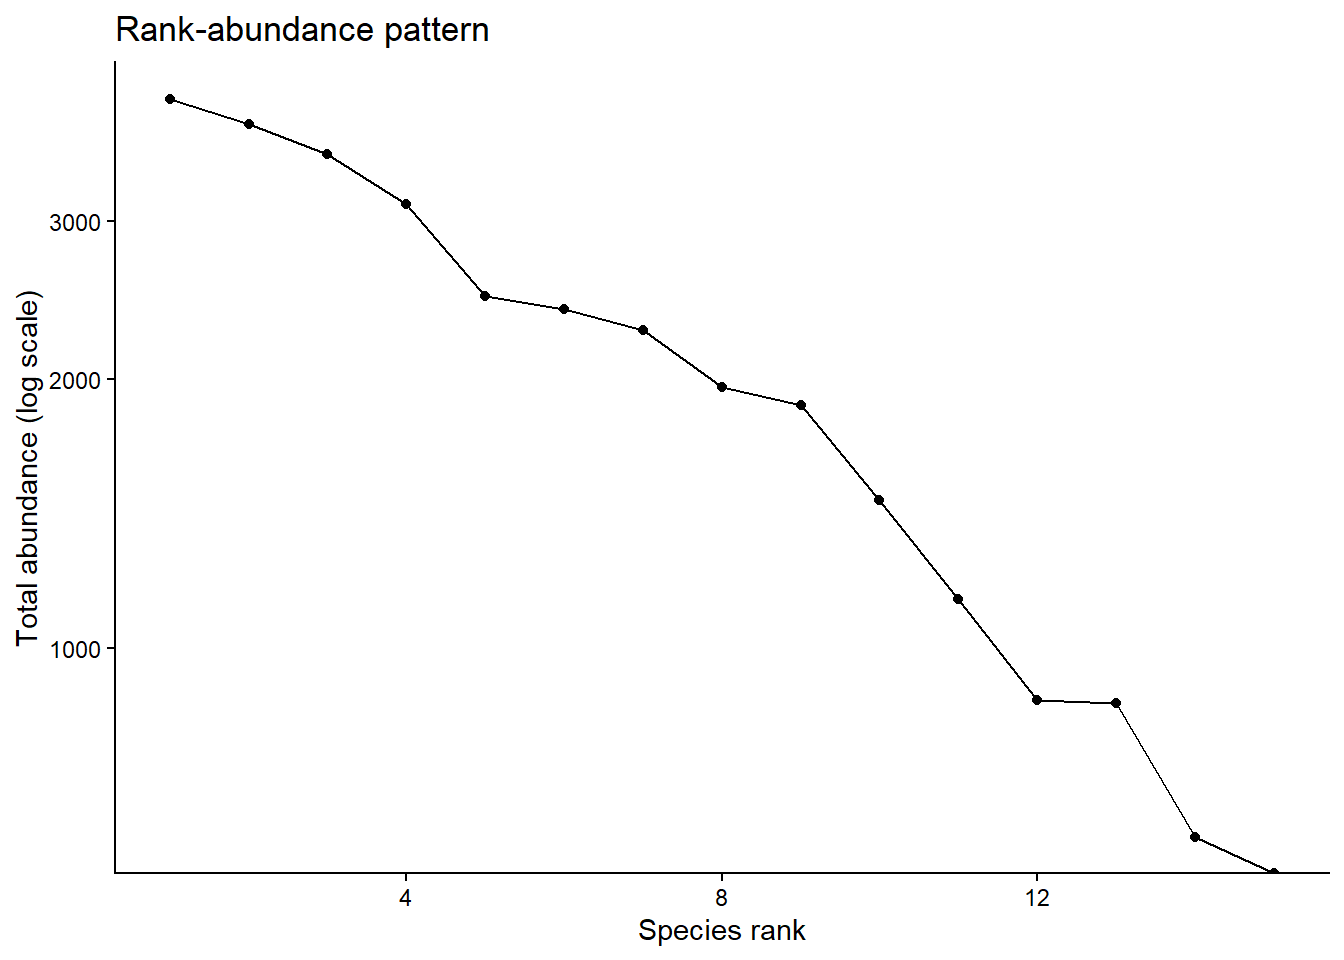 Rank-abundance pattern
Total abundance (log scale)
3000
2000
1000
4 8 12
Species rank